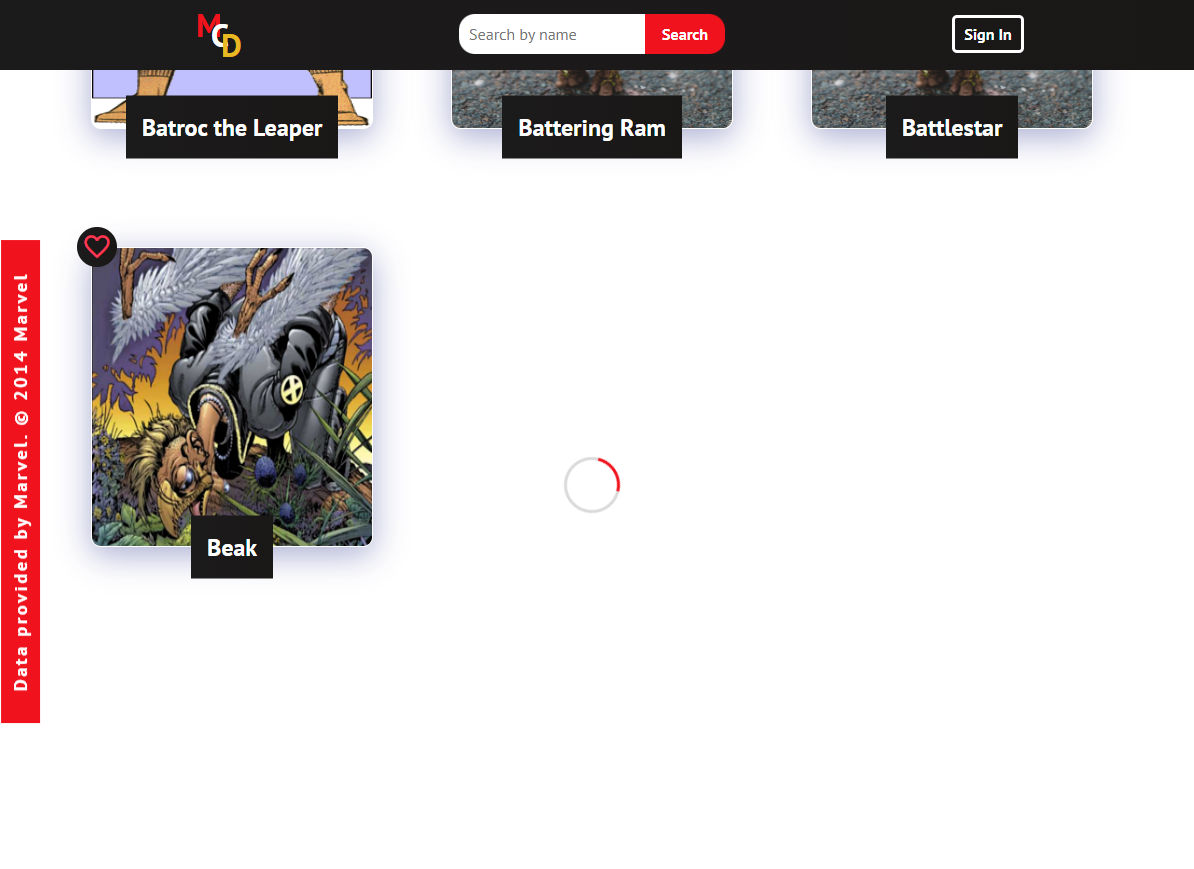 MCD
Search by name
Search
Sign In
Batroc the Leaper
Battering Ram
Battlestar
Data provided by Marvel. © 2014 Marvel
Beak